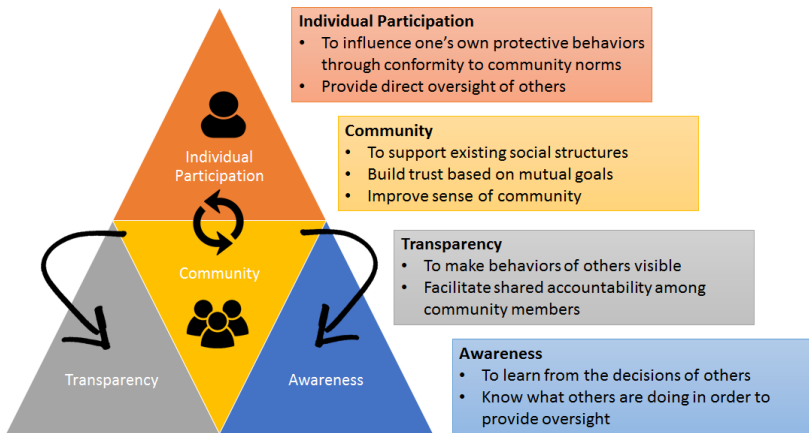 Individual Participation
• To influence one's own protective behaviors
through conformity to community norms
• Provide direct oversight of others
Community
• To support existing social structures
• Build trust based on mutual goals
• Improve sense of community
Transparency
• To make behaviors of others visible
• Facilitate shared accountability among
community members
Awareness
• To learn from the decisions of others
• Know what others are doing in order to
provide oversight
Individual
Participation
Community
Transparency
Awareness